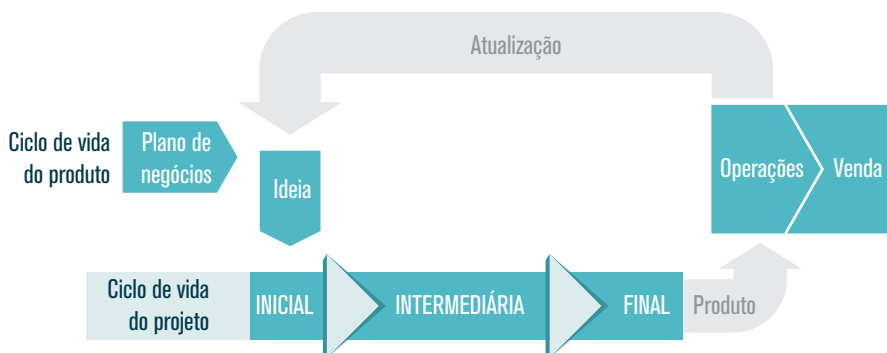 Atualização
Ciclo de vida
do produto
Plano de
negócios
Ideia
Operações
Venda
Ciclo de vida
do projeto
INICIAL
INTERMEDIÁRIA
FINAL
Produto